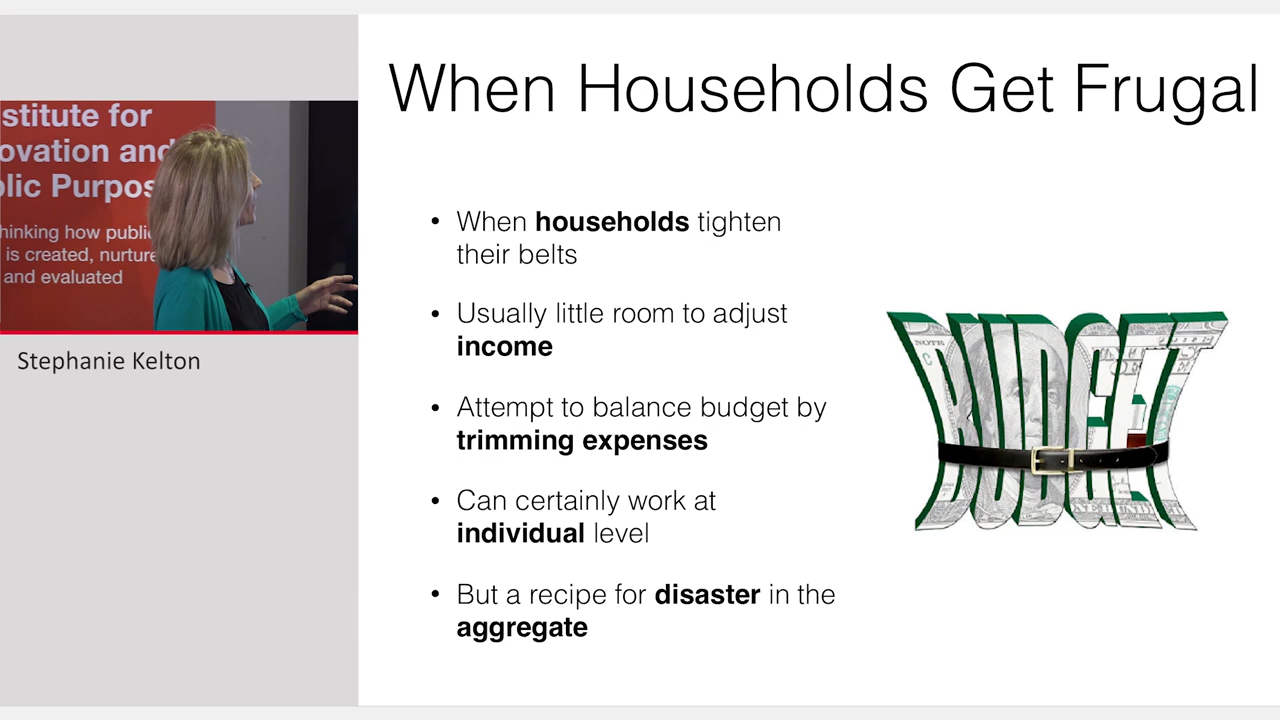 When Households Get Frugal
stitute for
ovation and
lic Purpos
hinking how public
is created, nurture
and evaluated
Stephanie Kelton
• When households tighten
their belts
• Usually little room to adjust
income
• Attempt to balance budget by
trimming expenses
• Can certainly work at
individual level
• But a recipe for disaster in the
aggregate
BUDGET